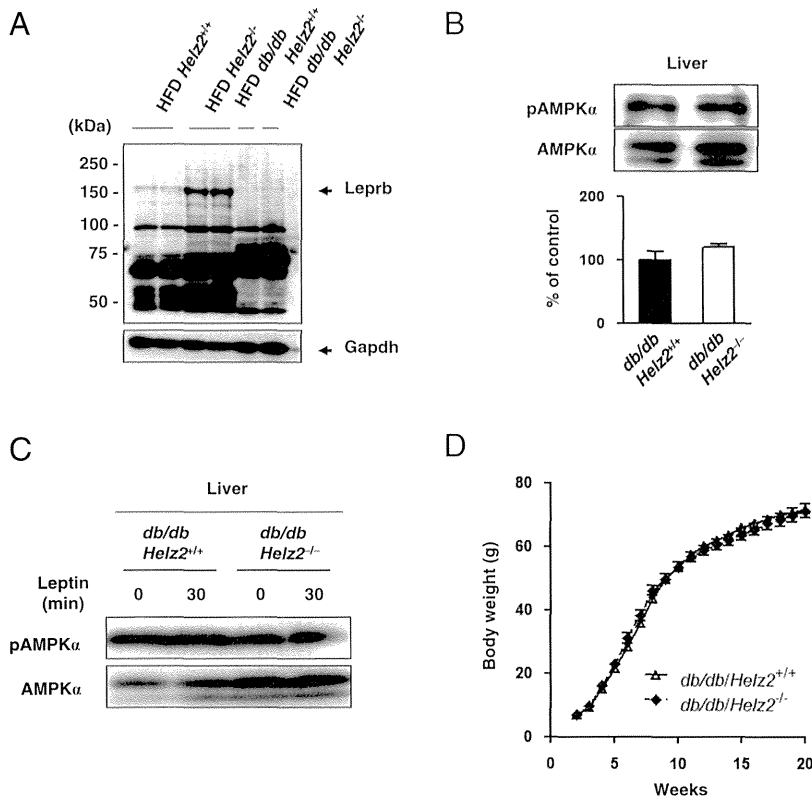 A
HFD Helz2+/+
HFD Helz2-/-
HFD db/db Helz2+/+
HFD db/db Helz2-/-
(kDa)
250 -
150 -
100 -
75 -
50 -
Leprb
Gapdh
B
Liver
pAMPKα
AMPKα
% of control
200
100
0
db/db Helz2+/+
db/db Helz2-/-
C
Liver
db/db Helz2+/+
db/db Helz2-/-
Leptin (min)
0 30 0 30
pAMPKα
AMPKα
D
Body weight (g)
80
60
40
20
0
db/db/Helz2+/+
db/db/Helz2-/-
0 5 10 15 20
Weeks